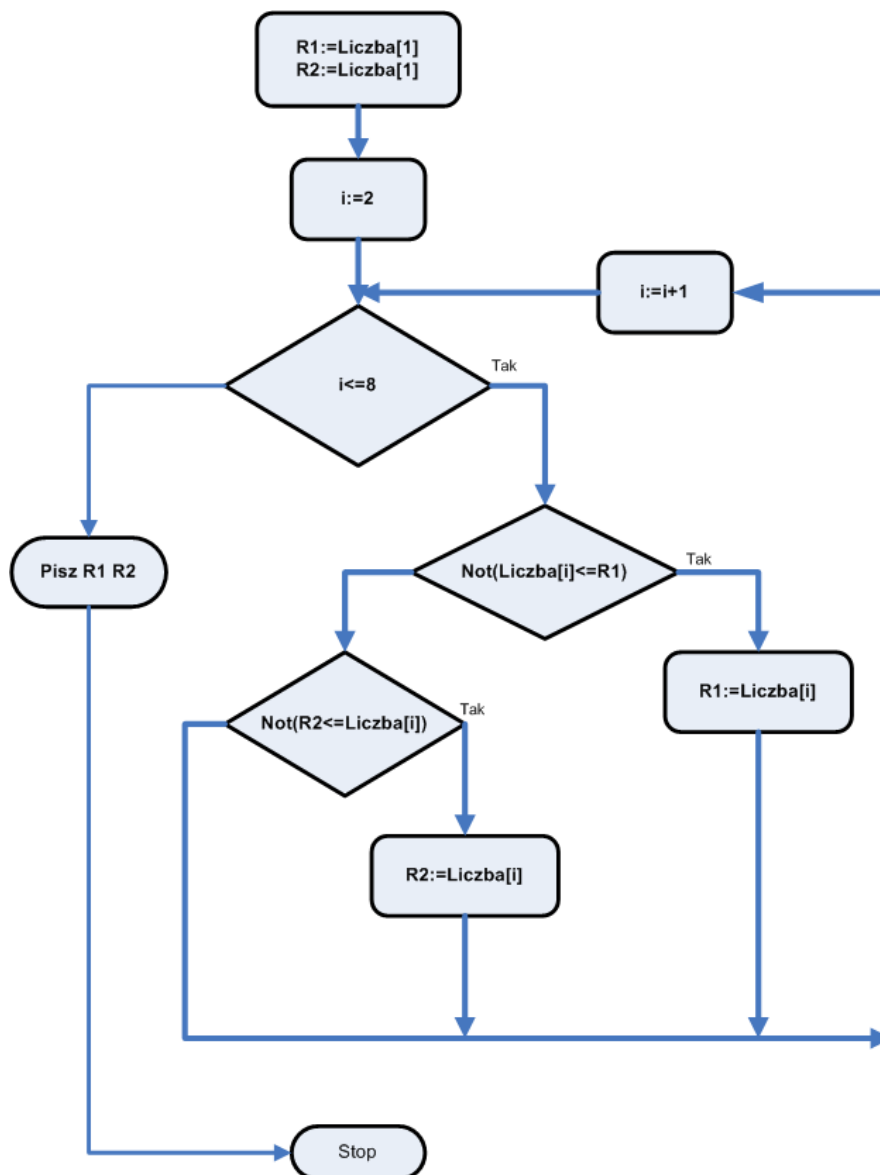 R1:=Liczba[1]
R2:=Liczba[1]
i:=2
i:=i+1
i<=8
Tak
Pisz R1 R2
Not(Liczba[i]<=R1)
Tak
Not(R2<=Liczba[i])
Tak
R1:=Liczba[i]
R2:=Liczba[i]
Stop